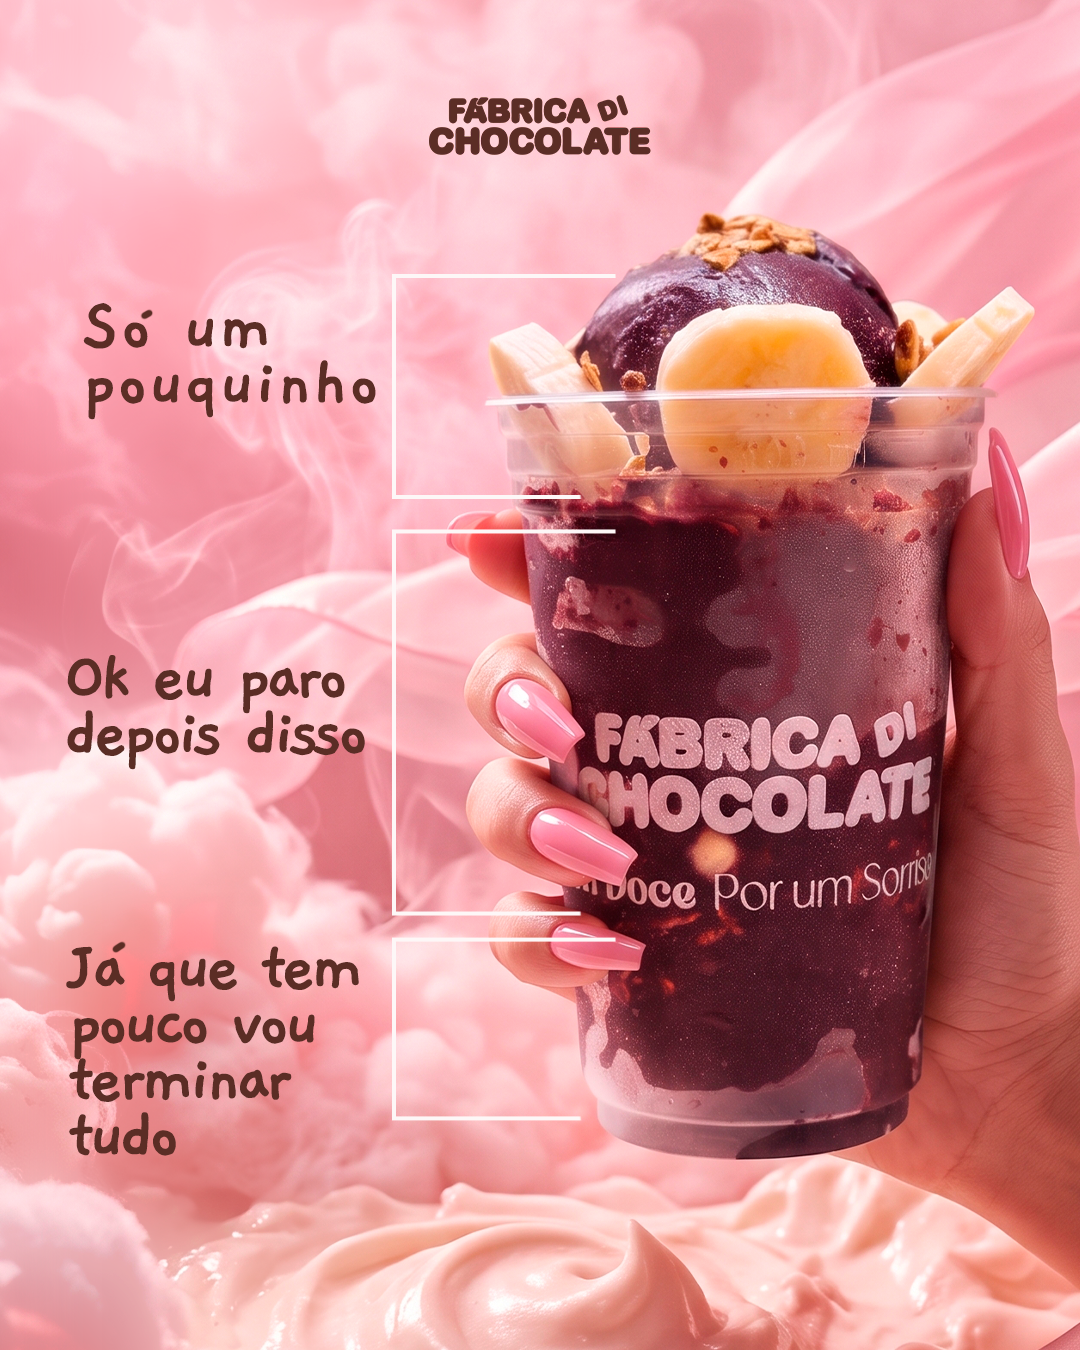 FÁBRICA DI
CHOCOLATE
Só um
pouquinho
Ok eu paro
depois disso
Já que tem
pouco vou
terminar
tudo
FÁBRICA DI
CHOCOLATE
Doce Por um Sorriso